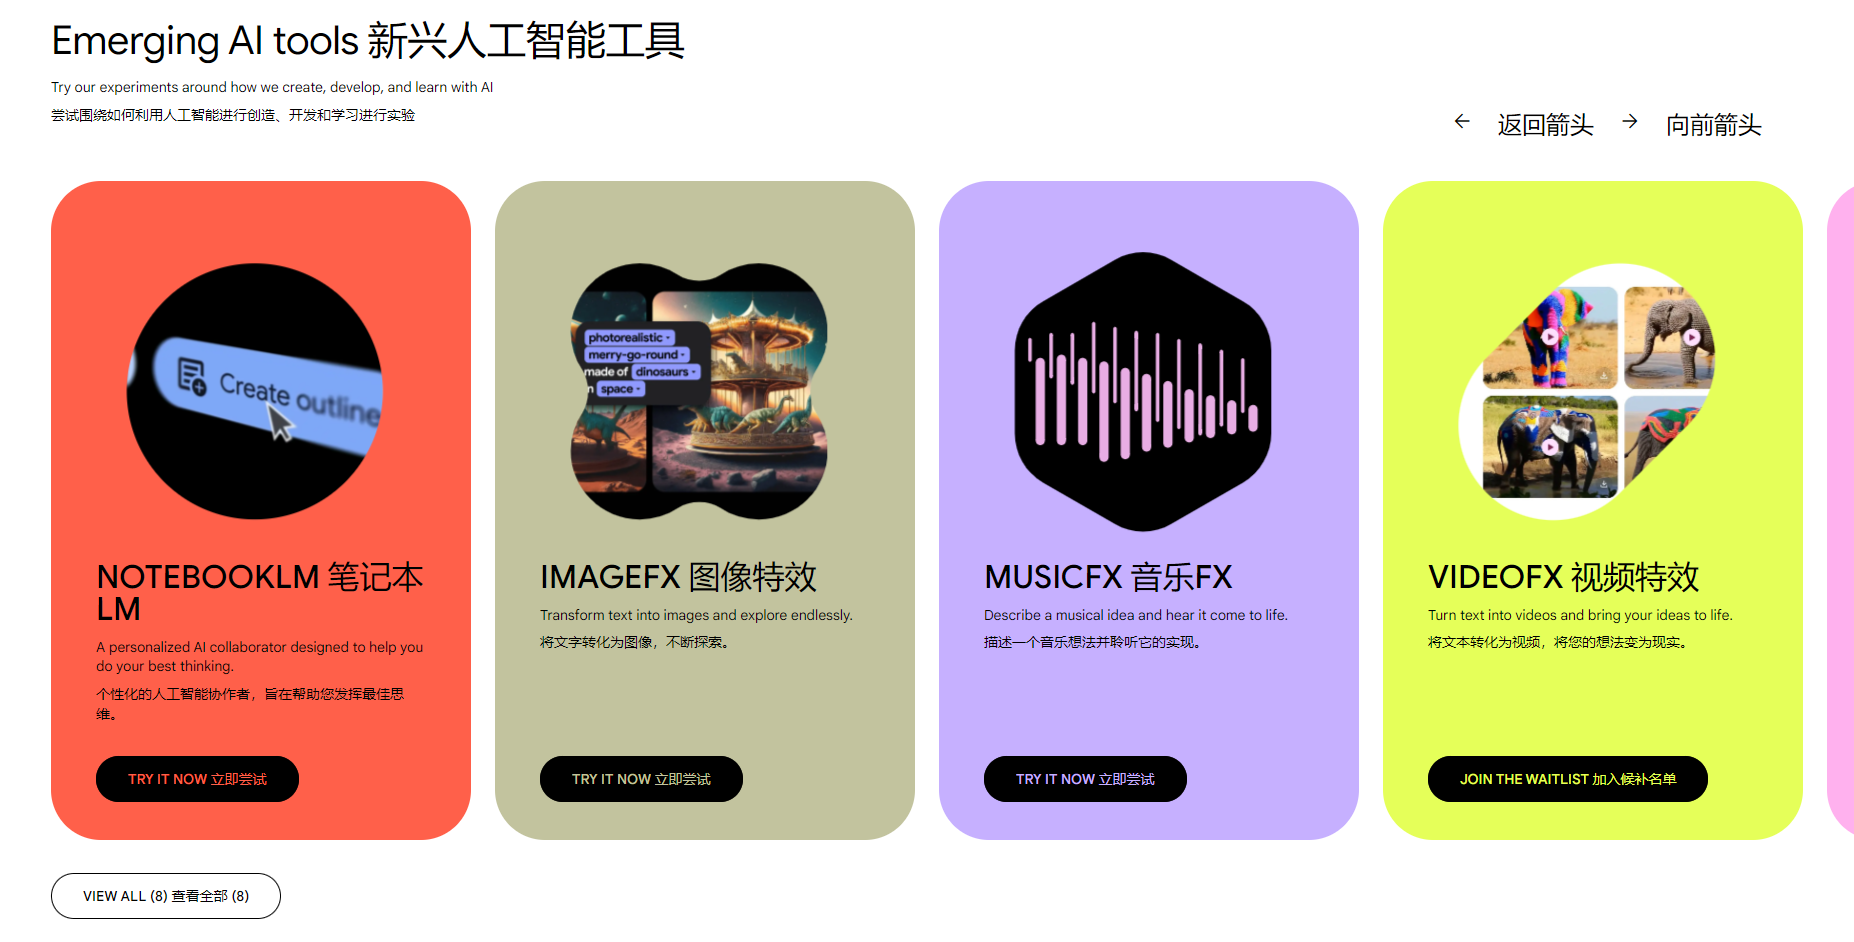 Emerging AI tools 新兴人工智能工具
Try our experiments around how we create, develop, and learn with AI
尝试围绕如何利用人工智能进行创造、开发和学习进行实验
← 返回箭头 → 向前箭头
Create outline
NOTEBOOKLM 笔记本
LM
A personalized AI collaborator designed to help you
do your best thinking.
个性化的人工智能协作者，旨在帮助您发挥最佳思
维。
TRY IT NOW 立即尝试
photorealistic
merry-go-round
made of dinosaurs
n space
IMAGEFX 图像特效
Transform text into images and explore endlessly.
将文字转化为图像，不断探索。
TRY IT NOW 立即尝试
MUSICFX 音乐FX
Describe a musical idea and hear it come to life.
描述一个音乐想法并聆听它的实现。
TRY IT NOW 立即尝试
VIDEOFX 视频特效
Turn text into videos and bring your ideas to life.
将文本转化为视频，将您的想法变为现实。
JOIN THE WAITLIST 加入候补名单
VIEW ALL (8) 查看全部 (8)